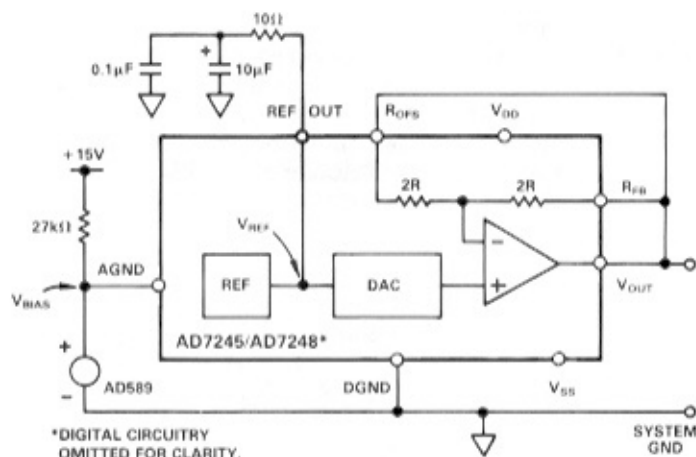 10Ω
0.1μF
+
10μF
REF OUT
R_OFS
V_DD
+15V
2R
2R
R_FB
27kΩ
V_REF
AGND
−
V_BIAS
REF
DAC
+
V_OUT
+
AD7245/AD7248*
AD589
−
DGND
V_SS
*DIGITAL CIRCUITRY
OMITTED FOR CLARITY.
SYSTEM
GND